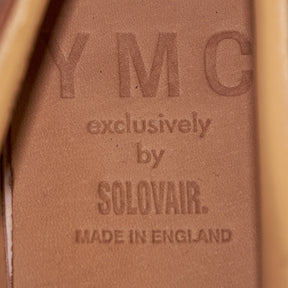 YMC
exclusively
by
SOLOVAIR.
MADE IN ENGLAND